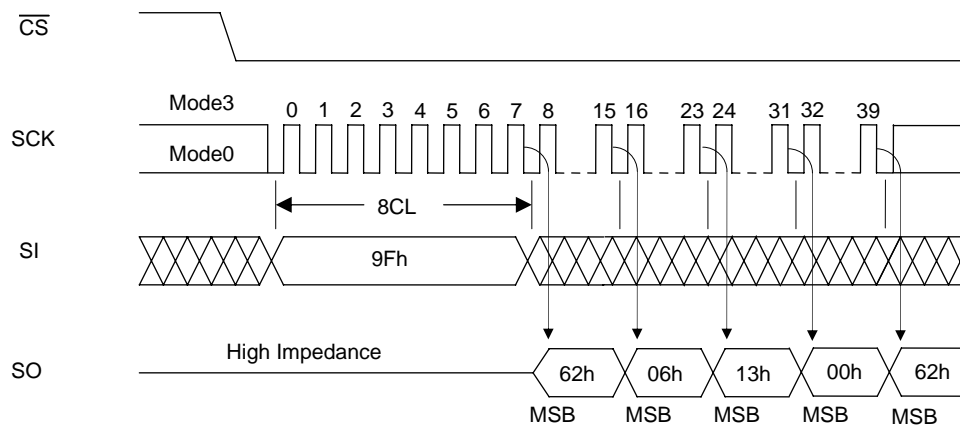 CS
Mode3
0 1 2 3 4 5 6 7 8 15 16 23 24 31 32 39
SCK
Mode0
8CL
SI
9Fh
High Impedance
SO
62h 06h 13h 00h 62h
MSB MSB MSB MSB MSB